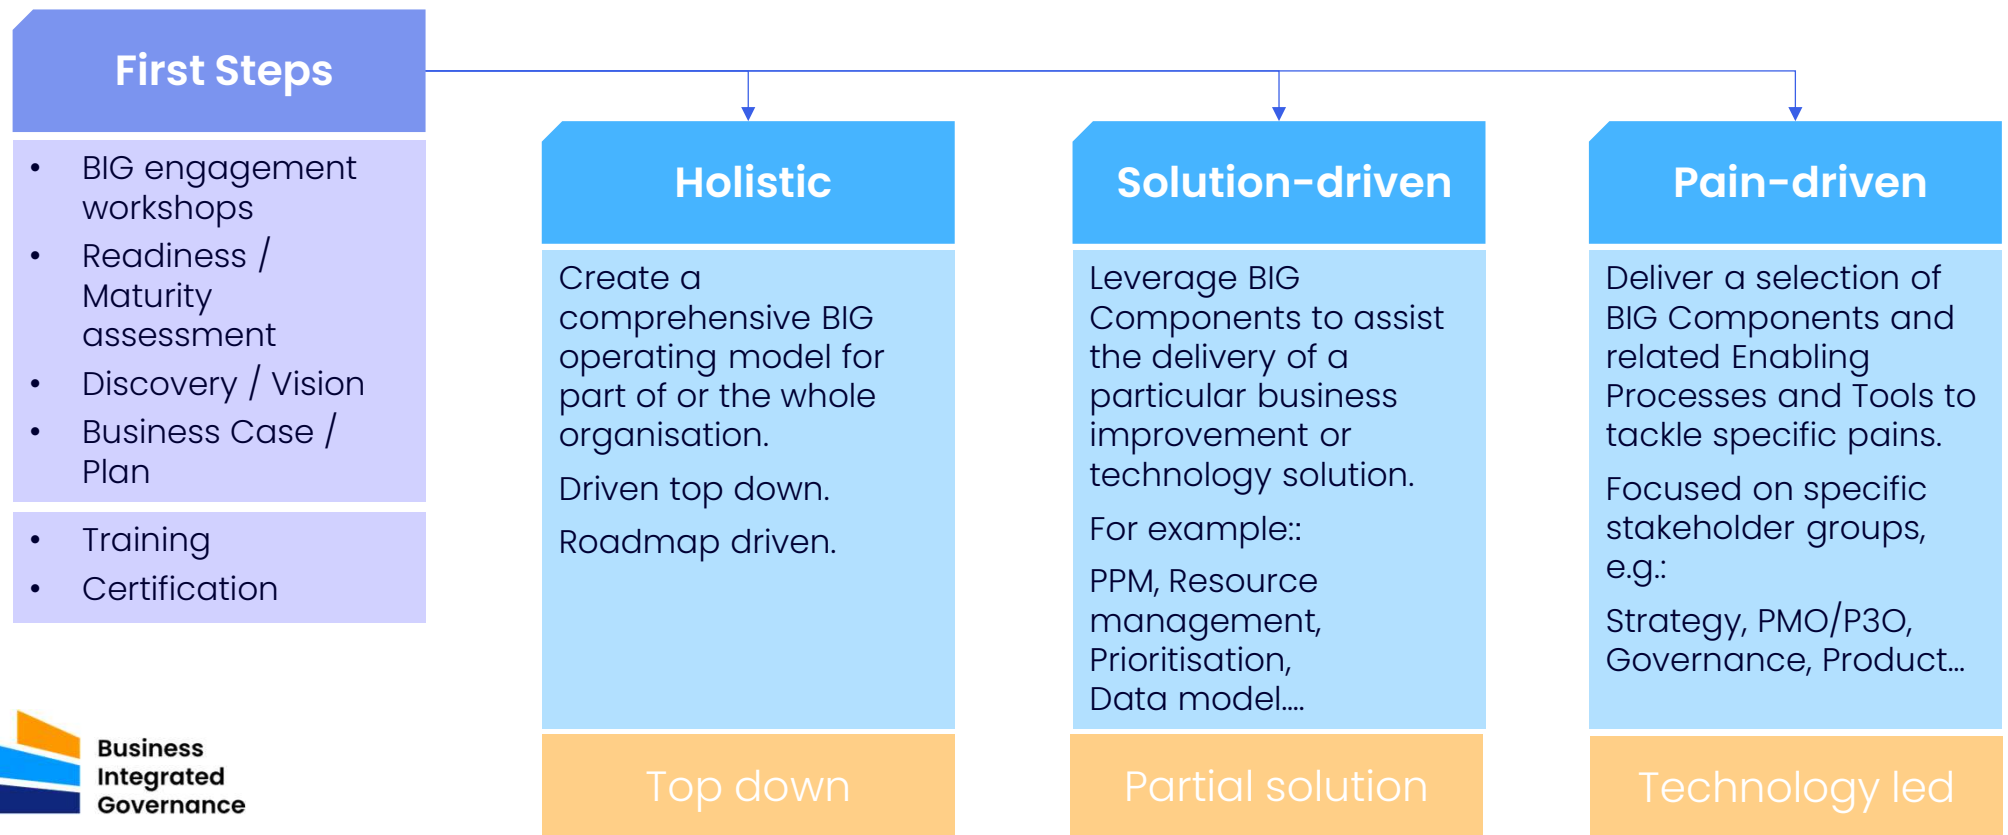 First Steps
• BIG engagement
workshops
• Readiness /
Maturity
assessment
• Discovery / Vision
• Business Case /
Plan
• Training
• Certification
Holistic
Create a
comprehensive BIG
operating model for
part of or the whole
organisation.
Driven top down.
Roadmap driven.
Top down
Solution-driven
Leverage BIG
Components to assist
the delivery of a
particular business
improvement or
technology solution.
For example::
PPM, Resource
management,
Prioritisation,
Data model....
Partial solution
Pain-driven
Deliver a selection of
BIG Components and
related Enabling
Processes and Tools to
tackle specific pains.
Focused on specific
stakeholder groups,
e.g.:
Strategy, PMO/P3O,
Governance, Product...
Technology led
Business
Integrated
Governance